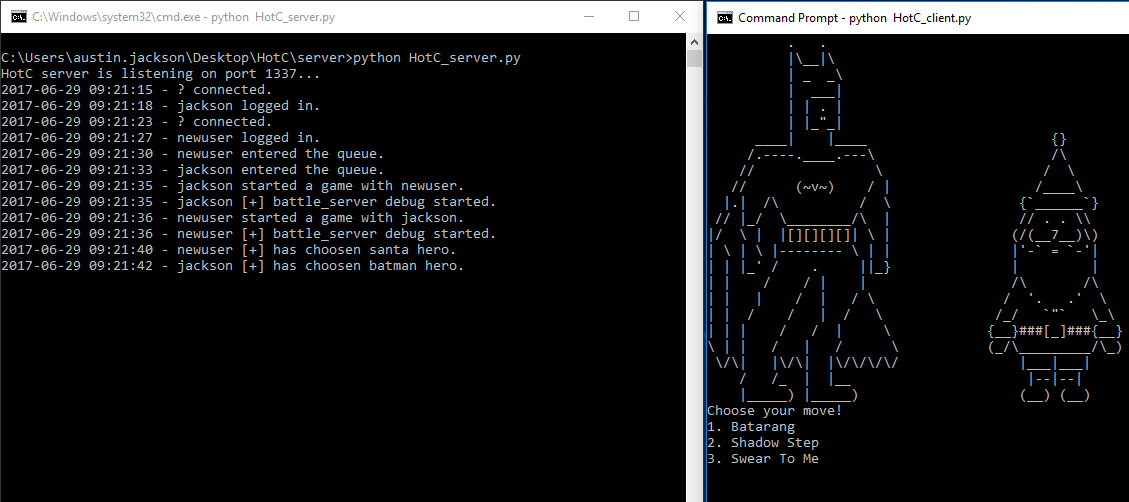 C:\Windows\system32\cmd.exe - python  HotC_server.py
C:\Users\austin.jackson\Desktop\HotC\server>python HotC_server.py
HotC server is listening on port 1337...
2017-06-29 09:21:15 - ? connected.
2017-06-29 09:21:18 - jackson logged in.
2017-06-29 09:21:23 - ? connected.
2017-06-29 09:21:27 - newuser logged in.
2017-06-29 09:21:30 - newuser entered the queue.
2017-06-29 09:21:33 - jackson entered the queue.
2017-06-29 09:21:35 - jackson started a game with newuser.
2017-06-29 09:21:35 - jackson [+] battle_server debug started.
2017-06-29 09:21:36 - newuser started a game with jackson.
2017-06-29 09:21:36 - newuser [+] battle_server debug started.
2017-06-29 09:21:40 - newuser [+] has choosen santa hero.
2017-06-29 09:21:42 - jackson [+] has choosen batman hero.
Command Prompt - python  HotC_client.py
Choose your move!
1. Batarang
2. Shadow Step
3. Swear To Me